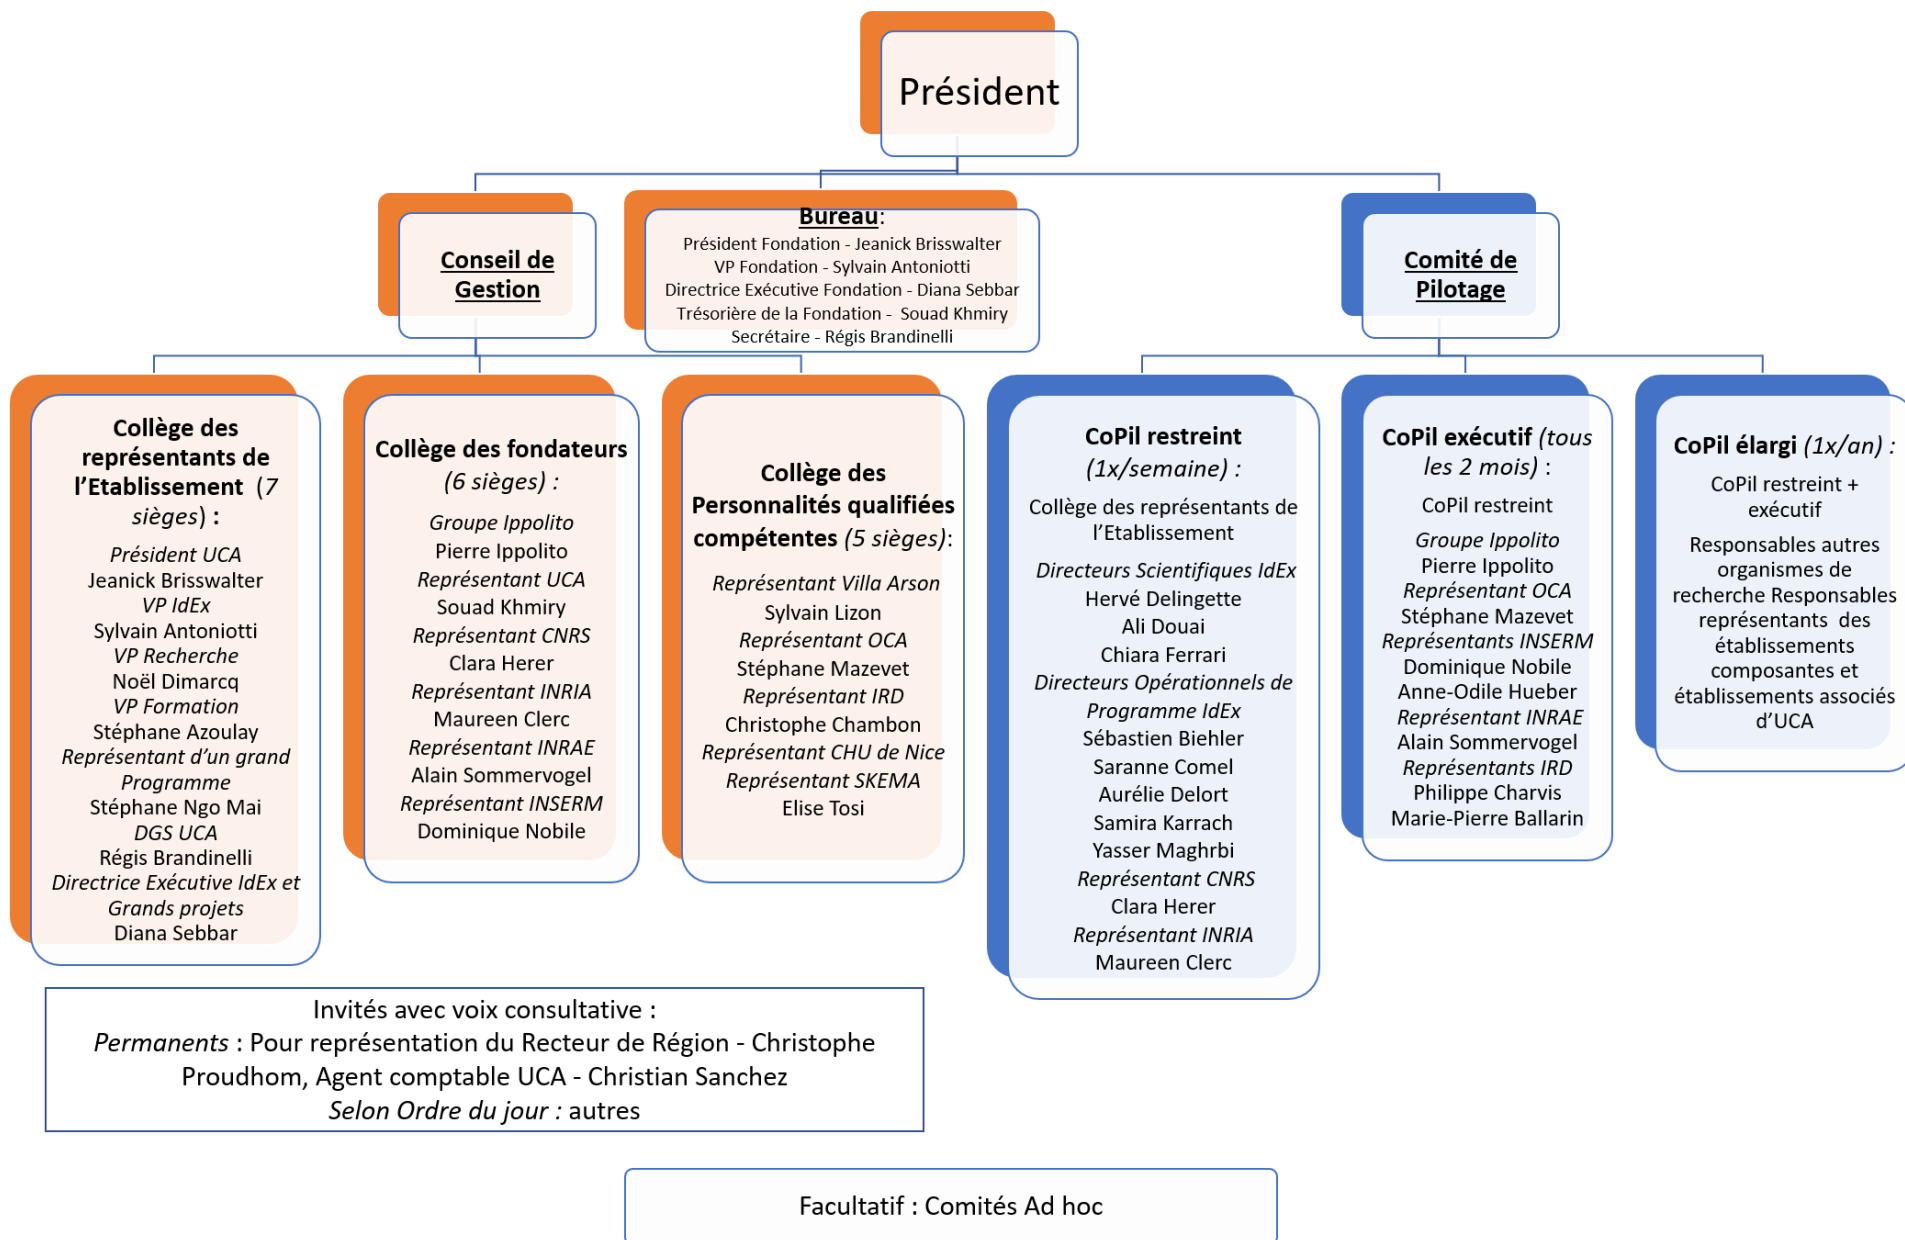 Président
Conseil de
Gestion
Bureau:
Président Fondation - Jeanick Brisswalter
VP Fondation - Sylvain Antoniotti
Directrice Exécutive Fondation - Diana Sebbar
Trésorière de la Fondation - Souad Khmiry
Secrétaire - Régis Brandinelli
Comité de
Pilotage
Collège des
représentants de
l'Etablissement (7
sièges) :
Président UCA
Jeanick Brisswalter
VP IdEx
Sylvain Antoniotti
VP Recherche
Noël Dimarcq
VP Formation
Stéphane Azoulay
Représentant d'un grand
Programme
Stéphane Ngo Mai
DGS UCA
Régis Brandinelli
Directrice Exécutive IdEx et
Grands projets
Diana Sebbar
Collège des fondateurs
(6 sièges) :
Groupe Ippolito
Pierre Ippolito
Représentant UCA
Souad Khmiry
Représentant CNRS
Clara Herer
Représentant INRIA
Maureen Clerc
Représentant INRAE
Alain Sommervogel
Représentant INSERM
Dominique Nobile
Collège des
Personnalités qualifiées
compétentes (5 sièges):
Représentant Villa Arson
Sylvain Lizon
Représentant OCA
Stéphane Mazevet
Représentant IRD
Christophe Chambon
Représentant CHU de Nice
Représentant SKEMA
Elise Tosi
CoPil restreint
(1x/semaine) :
Collège des représentants de
l'Etablissement
Directeurs Scientifiques IdEx
Hervé Delingette
Ali Douai
Chiara Ferrari
Directeurs Opérationnels de
Programme IdEx
Sébastien Biehler
Saranne Comel
Aurélie Delort
Samira Karrach
Yasser Maghrbi
Représentant CNRS
Clara Herer
Représentant INRIA
Maureen Clerc
CoPil exécutif (tous
les 2 mois) :
CoPil restreint
Groupe Ippolito
Pierre Ippolito
Représentant OCA
Stéphane Mazevet
Représentants INSERM
Dominique Nobile
Anne-Odile Hueber
Représentant INRAE
Alain Sommervogel
Représentants IRD
Philippe Charvis
Marie-Pierre Ballarin
CoPil élargi (1x/an) :
CoPil restreint +
exécutif
Responsables autres
organismes de
recherche Responsables
représentants des
établissements
composantes et
établissements associés
d'UCA
Invités avec voix consultative :
Permanents : Pour représentation du Recteur de Région - Christophe
Proudhom, Agent comptable UCA - Christian Sanchez
Selon Ordre du jour : autres
Facultatif : Comités Ad hoc